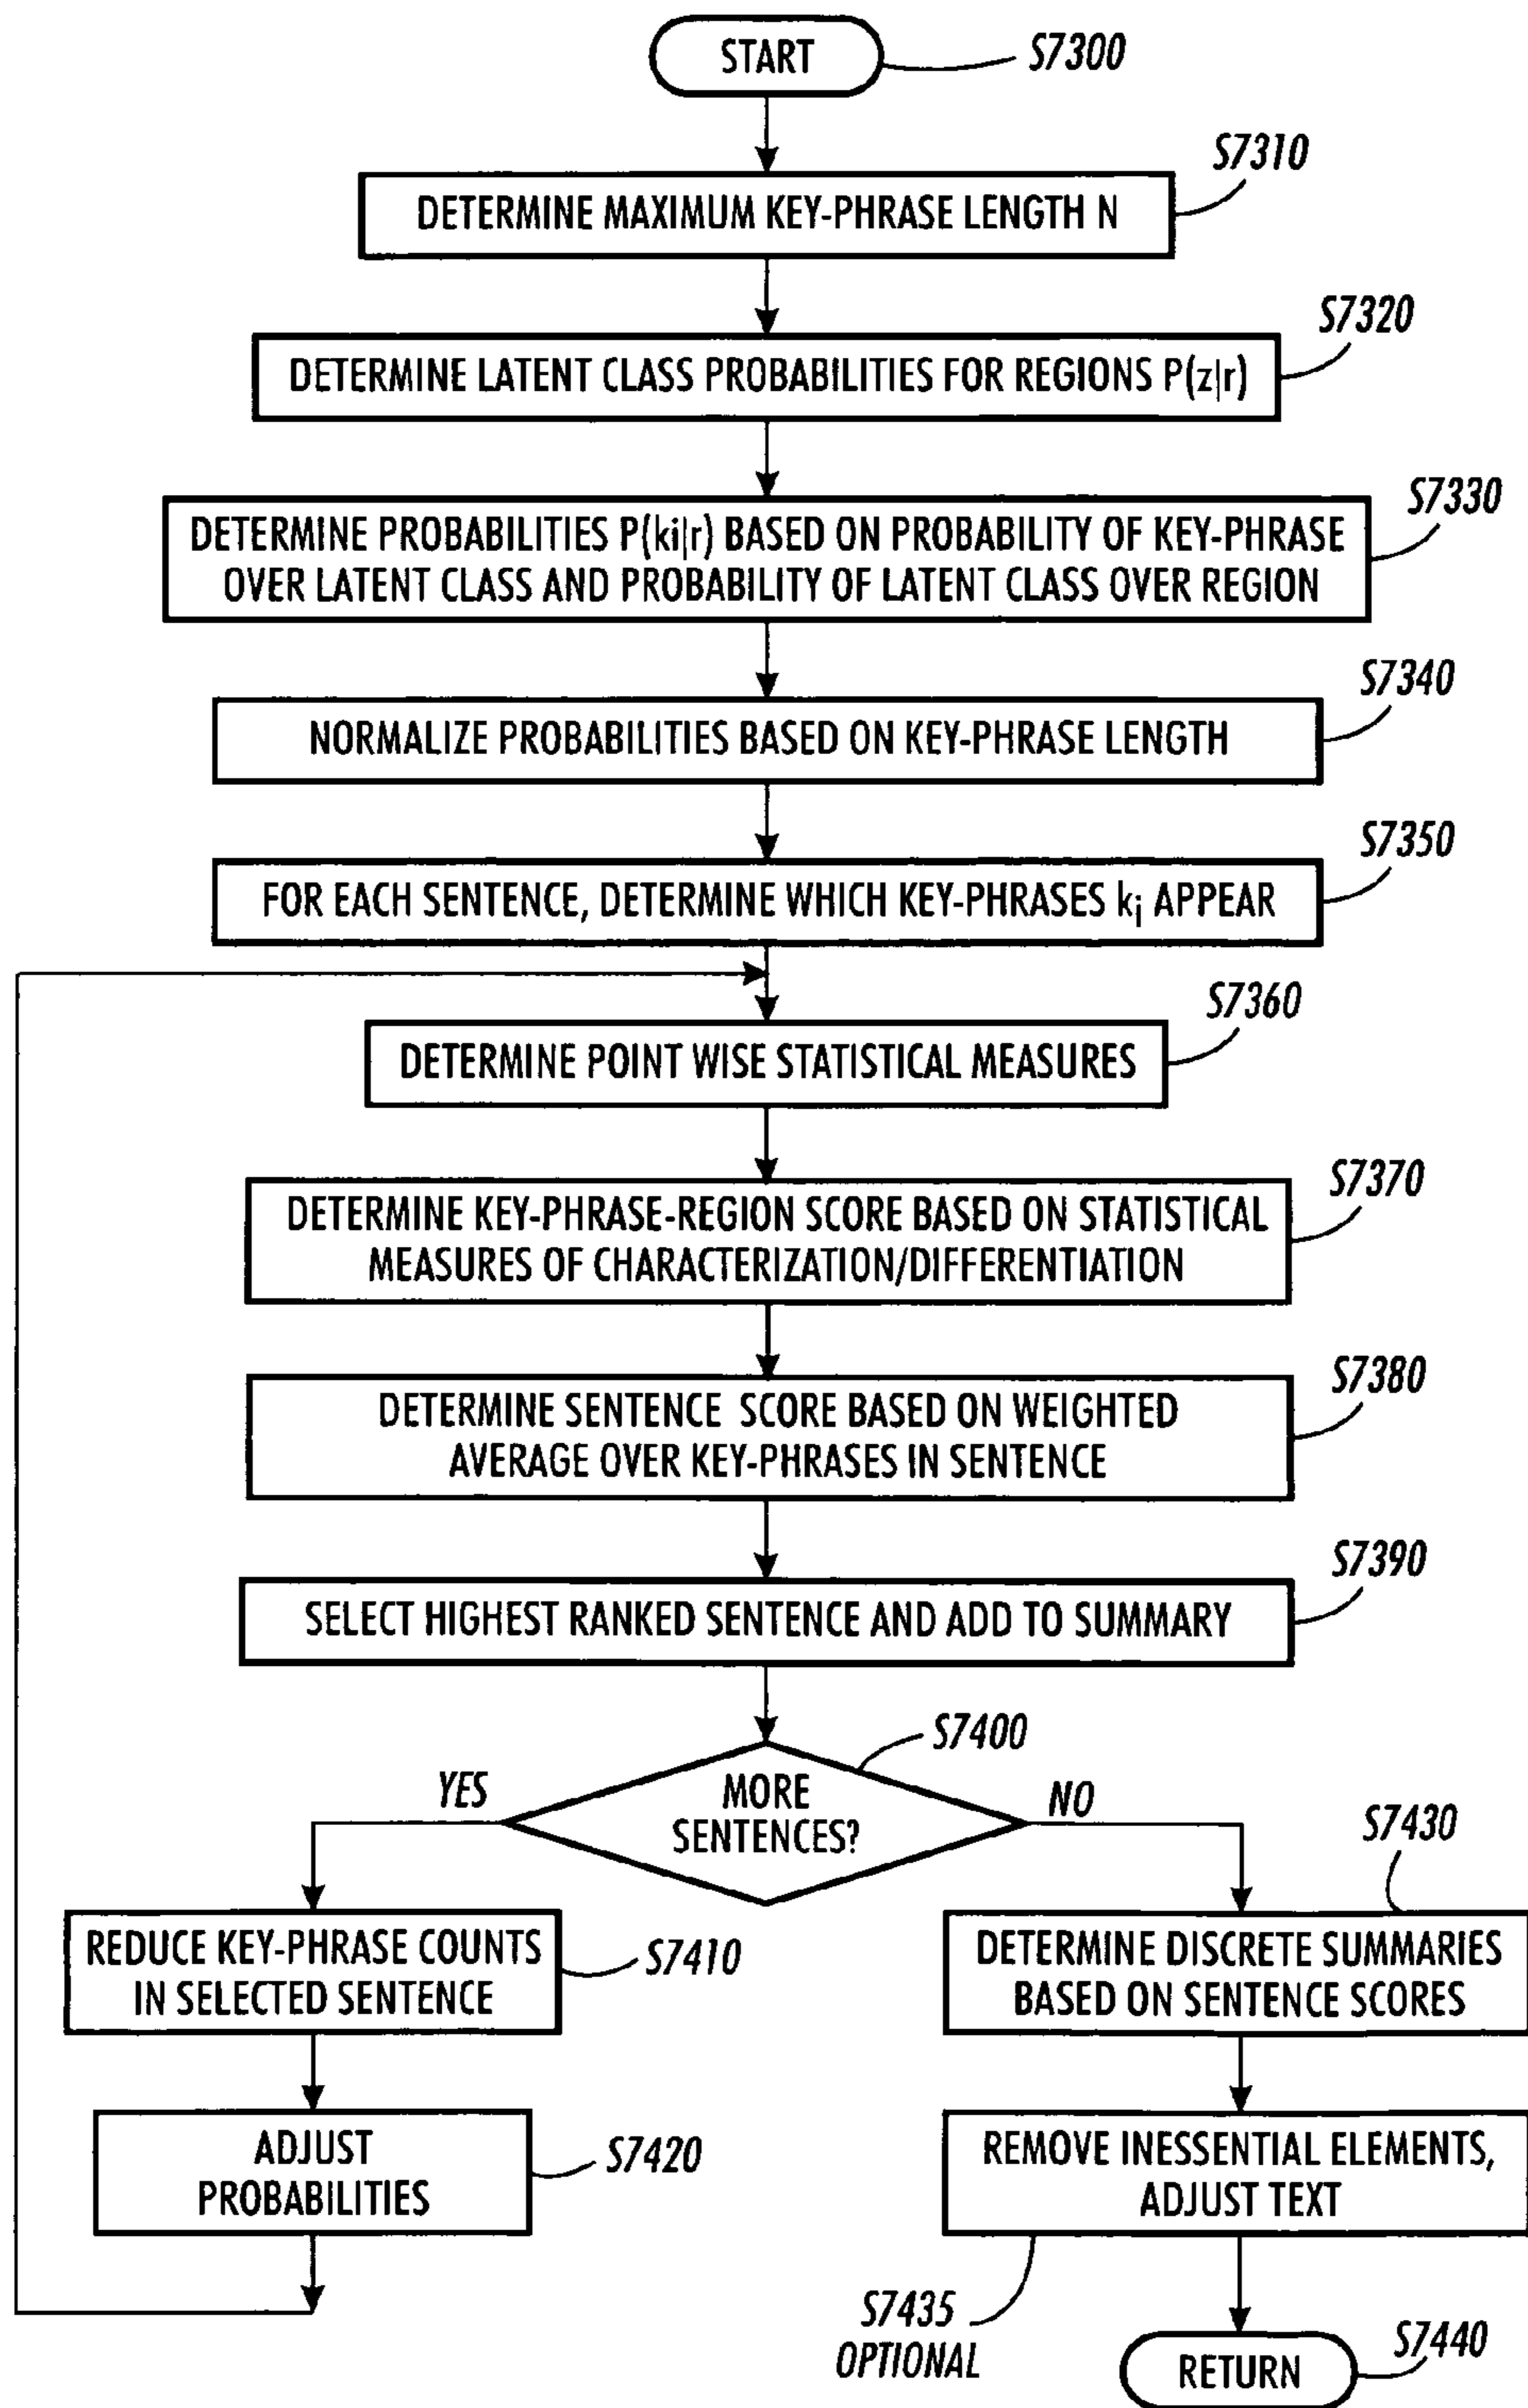 START
S7300
S7310
DETERMINE MAXIMUM KEY-PHRASE LENGTH N
S7320
DETERMINE LATENT CLASS PROBABILITIES FOR REGIONS P(z|r)
S7330
DETERMINE PROBABILITIES P(ki|r) BASED ON PROBABILITY OF KEY-PHRASE
OVER LATENT CLASS AND PROBABILITY OF LATENT CLASS OVER REGION
S7340
NORMALIZE PROBABILITIES BASED ON KEY-PHRASE LENGTH
S7350
FOR EACH SENTENCE, DETERMINE WHICH KEY-PHRASES ki APPEAR
S7360
DETERMINE POINT WISE STATISTICAL MEASURES
S7370
DETERMINE KEY-PHRASE-REGION SCORE BASED ON STATISTICAL
MEASURES OF CHARACTERIZATION/DIFFERENTIATION
S7380
DETERMINE SENTENCE SCORE BASED ON WEIGHTED
AVERAGE OVER KEY-PHRASES IN SENTENCE
S7390
SELECT HIGHEST RANKED SENTENCE AND ADD TO SUMMARY
S7400
YES
MORE
SENTENCES?
NO
REDUCE KEY-PHRASE COUNTS
IN SELECTED SENTENCE
S7410
ADJUST
PROBABILITIES
S7420
S7430
DETERMINE DISCRETE SUMMARIES
BASED ON SENTENCE SCORES
REMOVE INESSENTIAL ELEMENTS,
ADJUST TEXT
S7435
OPTIONAL
S7440
RETURN